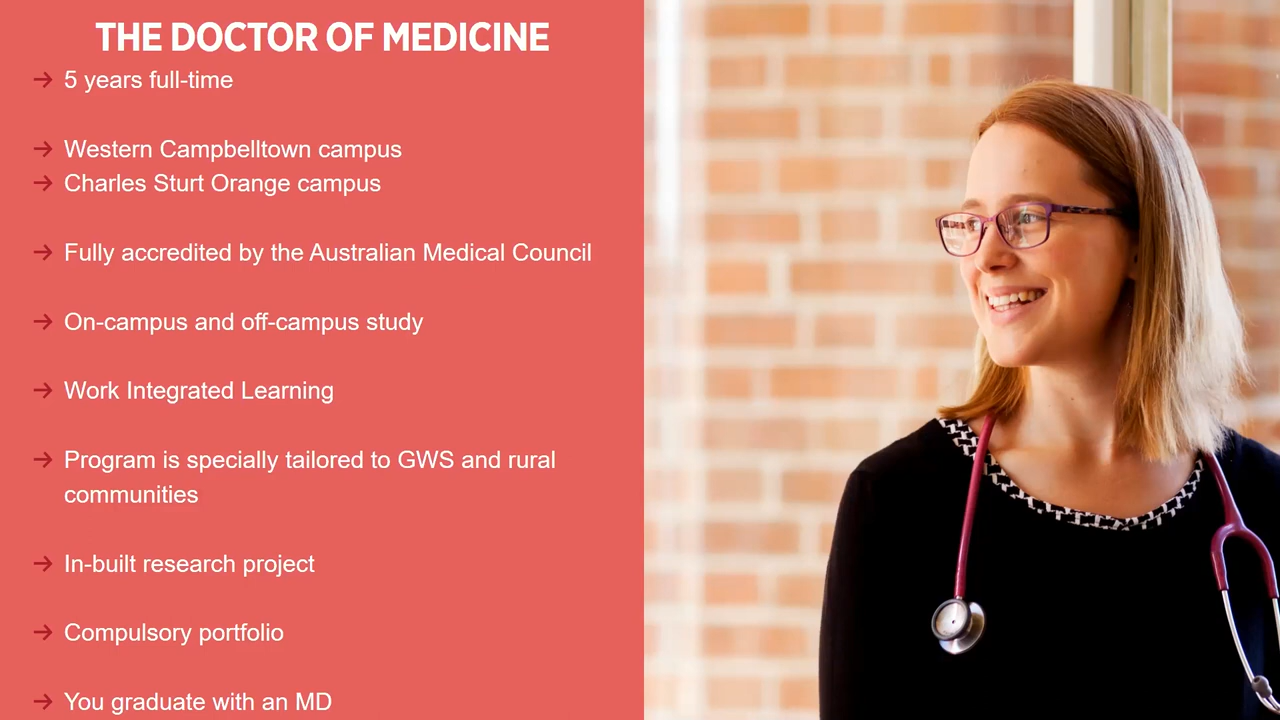 THE DOCTOR OF MEDICINE
→ 5 years full-time
→ Western Campbelltown campus
→ Charles Sturt Orange campus
→ Fully accredited by the Australian Medical Council
→ On-campus and off-campus study
→ Work Integrated Learning
→ Program is specially tailored to GWS and rural
communities
→ In-built research project
→ Compulsory portfolio
→ You graduate with an MD